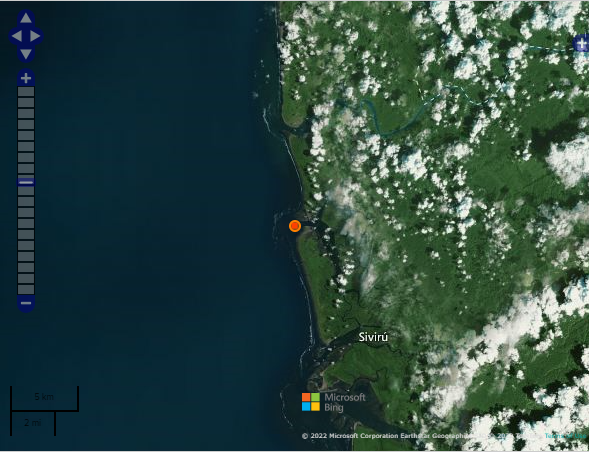 Sivirú
5 km
2 mi
Microsoft
Bing
© 2022 Microsoft Corporation Earthstar Geographics